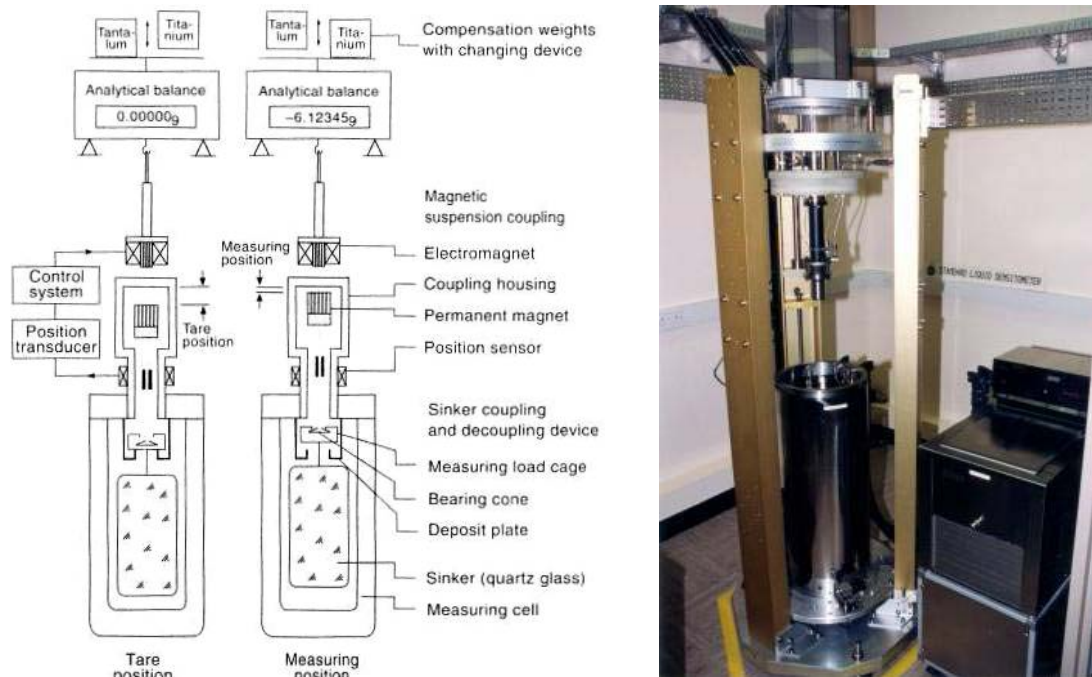 Tanta-
lum
Tita-
nium
Tanta-
lum
Tita-
nium
Compensation weights
with changing device
Analytical balance
0.00000g
Analytical balance
-6.12345g
Magnetic
suspension coupling
Measuring
position
Electromagnet
Control
system
Coupling housing
Permanent magnet
Position
transducer
Tare
position
Position sensor
Sinker coupling
and decoupling device
Measuring load cage
Bearing cone
Deposit plate
Sinker (quartz glass)
Measuring cell
Tare
position
Measuring
position
STANDARD LIQUID DENSITOMETER